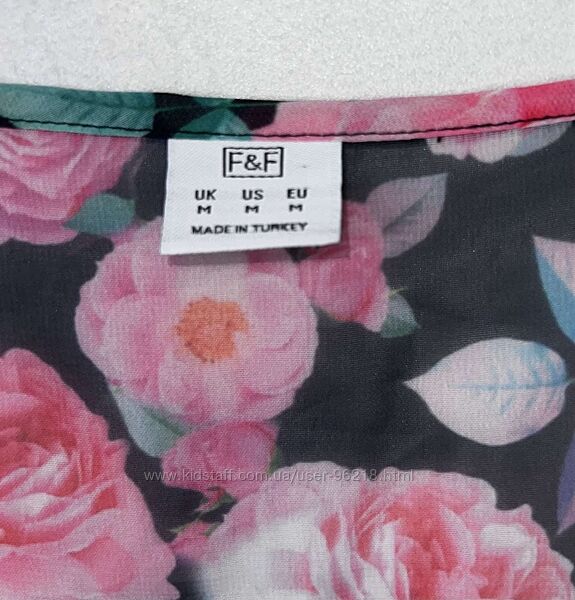 F&F
UK US EU
M M M
MADE IN TURKEY
www.kidstaff.com.ua/user-96218.html